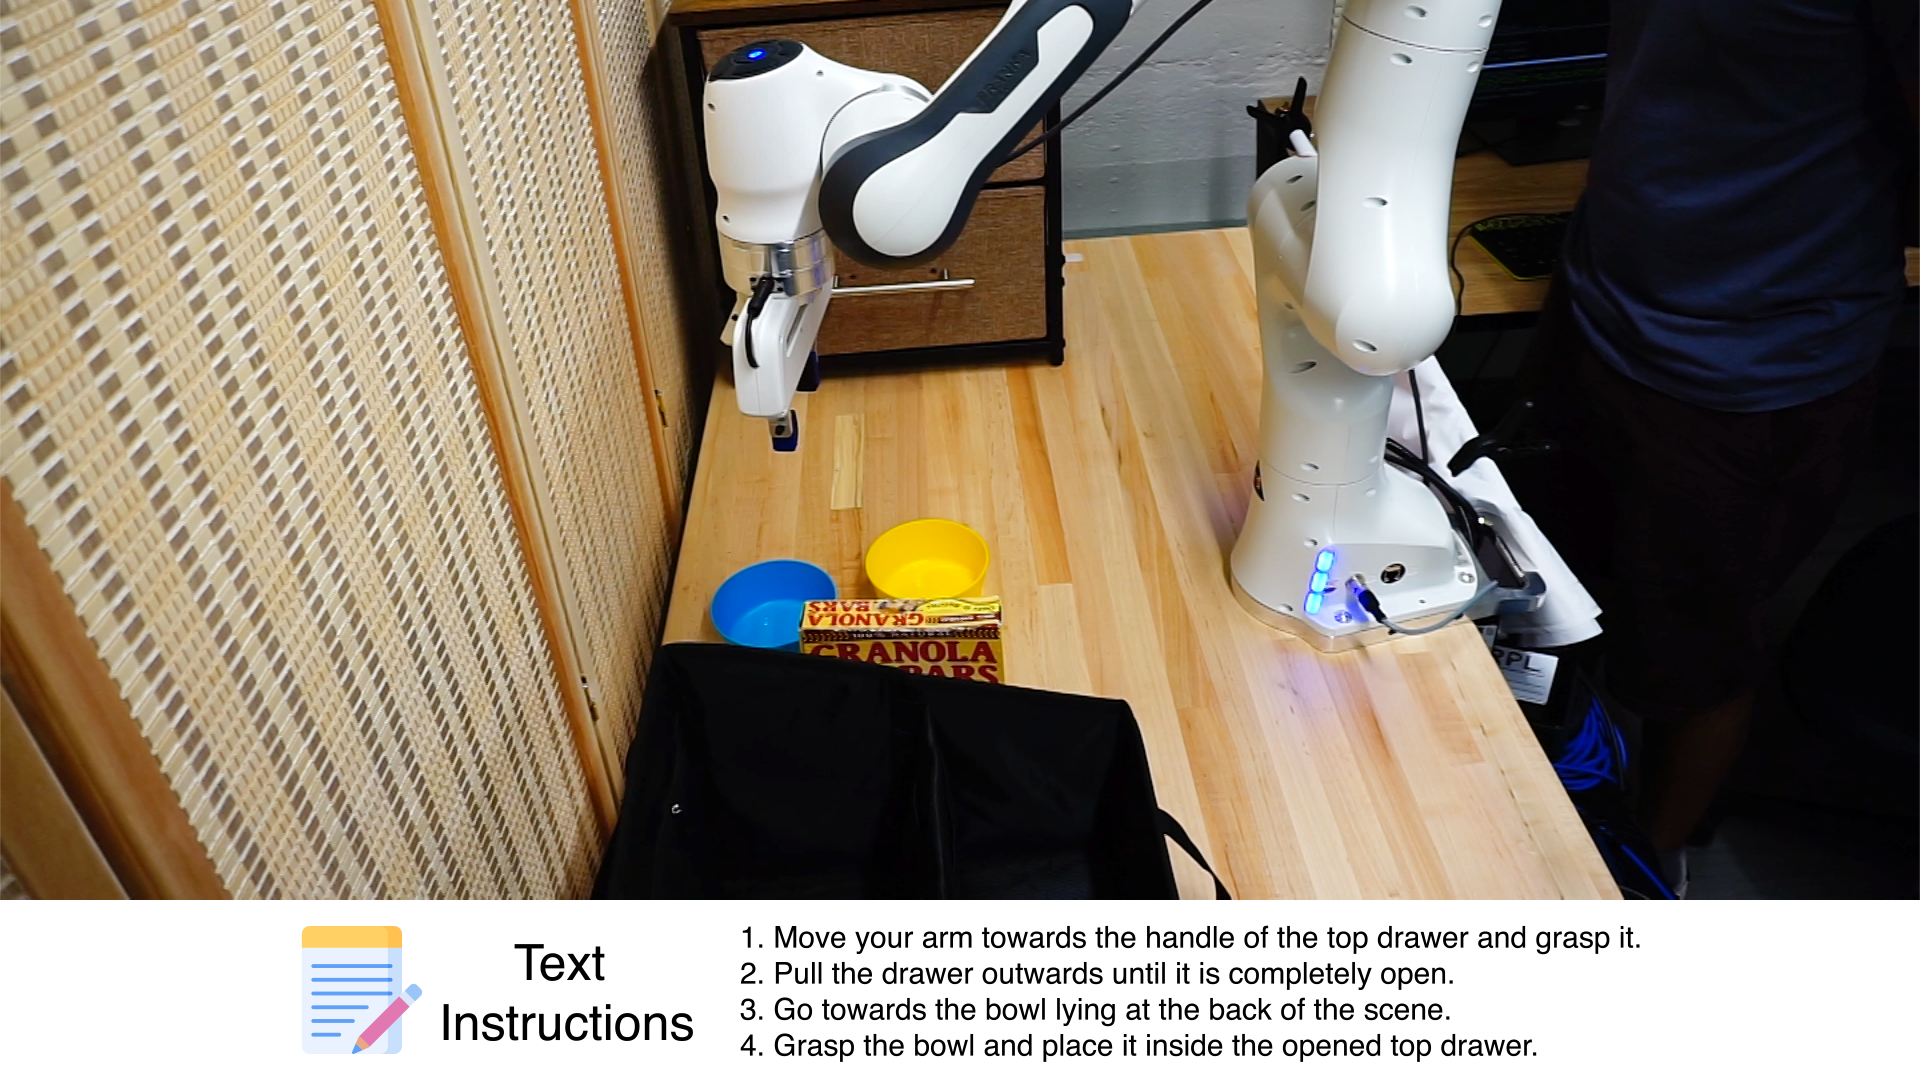 FRANKA
BARS
GRANOLA
GRANOLA
BARS
RPL
Text
Instructions
1. Move your arm towards the handle of the top drawer and grasp it.
2. Pull the drawer outwards until it is completely open.
3. Go towards the bowl lying at the back of the scene.
4. Grasp the bowl and place it inside the opened top drawer.